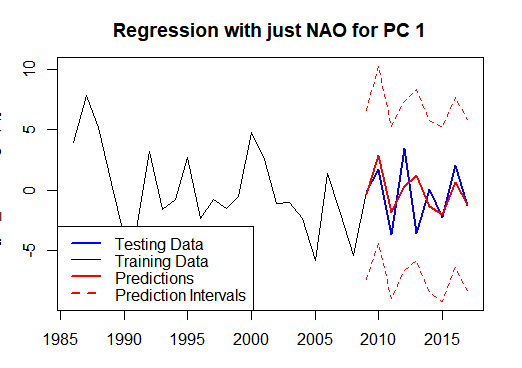 Regression with just NAO for PC 1
10
5
0
-5
Testing Data
Training Data
Predictions
Prediction Intervals
1985 1990 1995 2000 2005 2010 2015